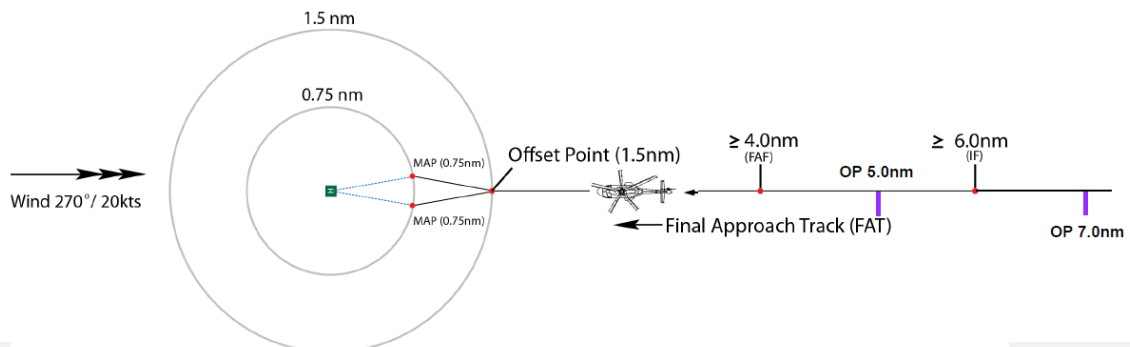 1.5 nm
0.75 nm
MAP (0.75nm)
MAP (0.75nm)
Wind 270°/ 20kts
Offset Point (1.5nm)
≥ 4.0nm
(FAF)
OP 5.0nm
≥ 6.0nm
(IF)
Final Approach Track (FAT)
OP 7.0nm
H